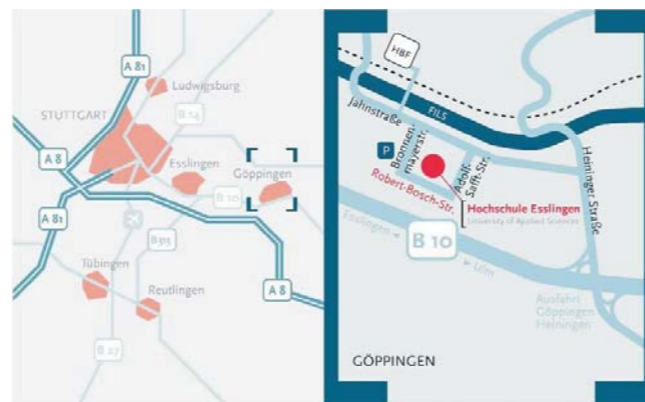 A 81
Ludwigsburg
STUTTGART
B 14
A 8
Esslingen
Göppingen
B 10
A 81
B 313
Tübingen
Reutlingen
A 8
B 27
HBF
Jahnstraße
FILS
P
Bronnen-
mayerstr.
Adolf-
Safft-Str.
Heininger Straße
Robert-Bosch-Str.
Hochschule Esslingen
University of Applied Sciences
Esslingen
B 10
Ulm
Ausfahrt
Göppingen
Heiningen
GÖPPINGEN